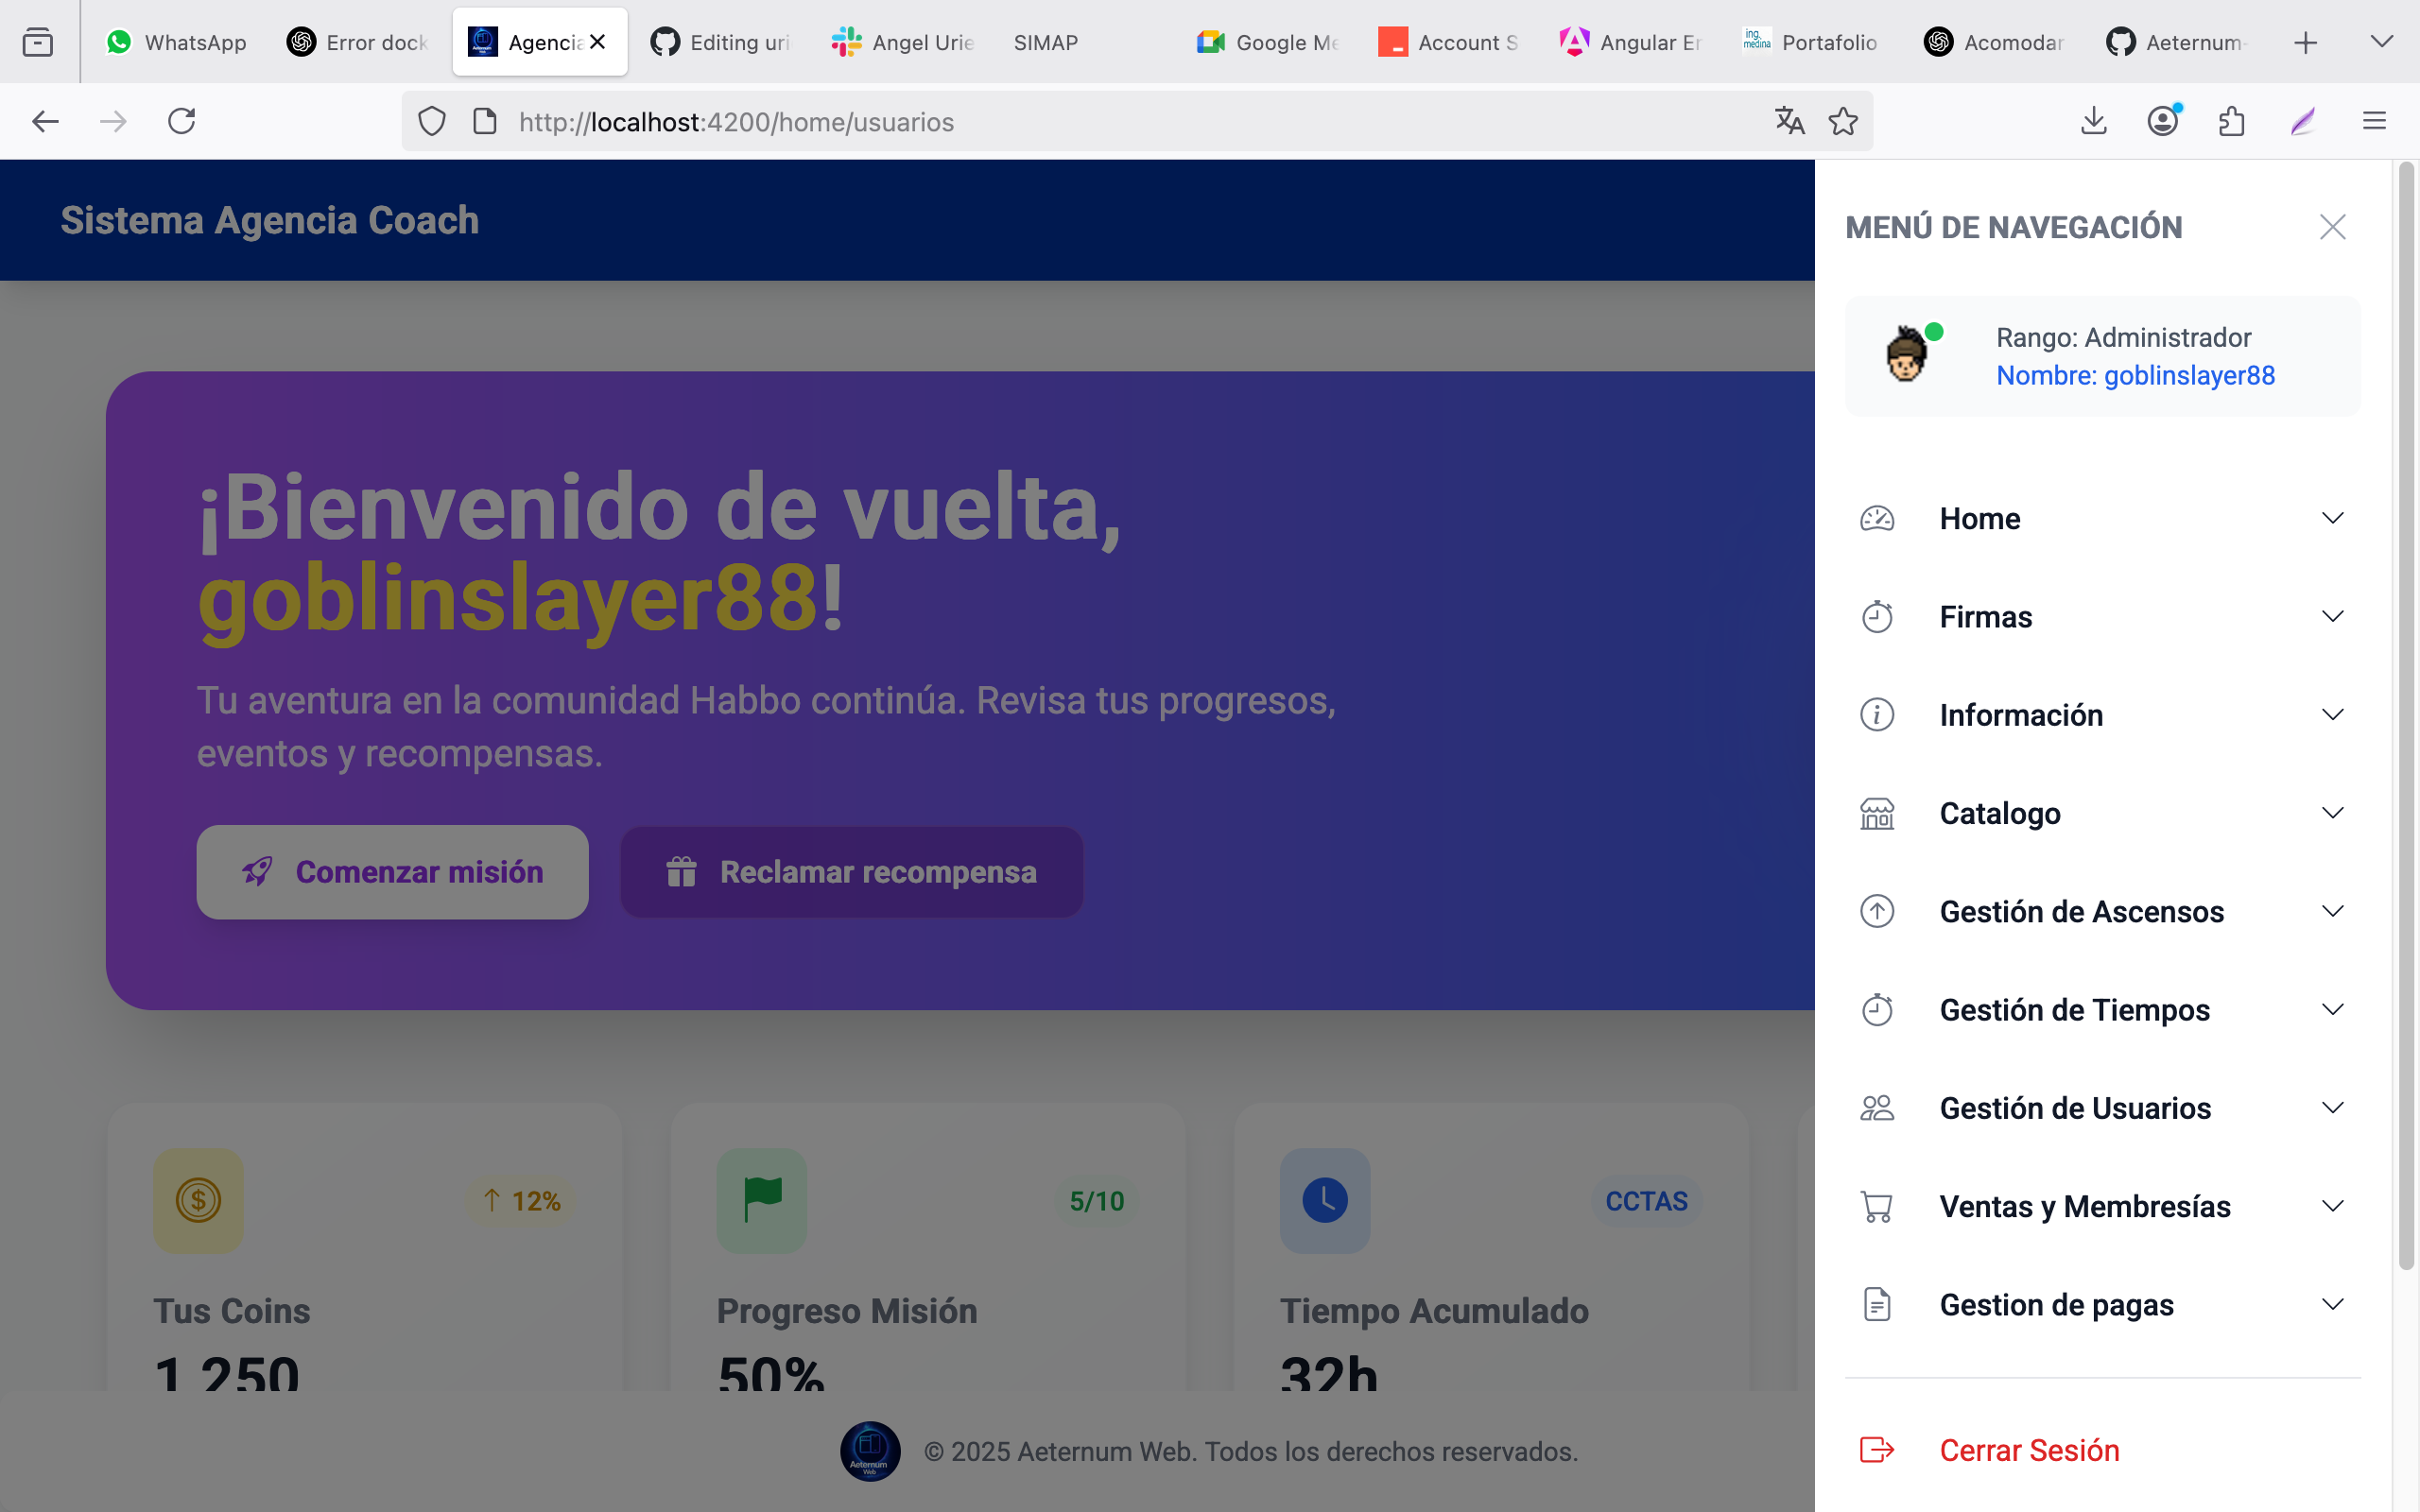 WhatsApp
Error dock
Agencia
Editing uri
Angel Urie
SIMAP
Google Me
Account S
Angular Er
ing. medina
Portafolio
Acomodar
Aeternum-
http://localhost:4200/home/usuarios
Sistema Agencia Coach
¡Bienvenido de vuelta,
goblinslayer88!
Tu aventura en la comunidad Habbo continúa. Revisa tus progresos,
eventos y recompensas.
Comenzar misión
Reclamar recompensa
↑ 12%
Tus Coins
1,250
5/10
Progreso Misión
50%
CCTAS
Tiempo Acumulado
32h
Aeternum
Web
© 2025 Aeternum Web. Todos los derechos reservados.
MENÚ DE NAVEGACIÓN
Rango: Administrador
Nombre: goblinslayer88
Home
Firmas
Información
Catalogo
Gestión de Ascensos
Gestión de Tiempos
Gestión de Usuarios
Ventas y Membresías
Gestion de pagas
Cerrar Sesión